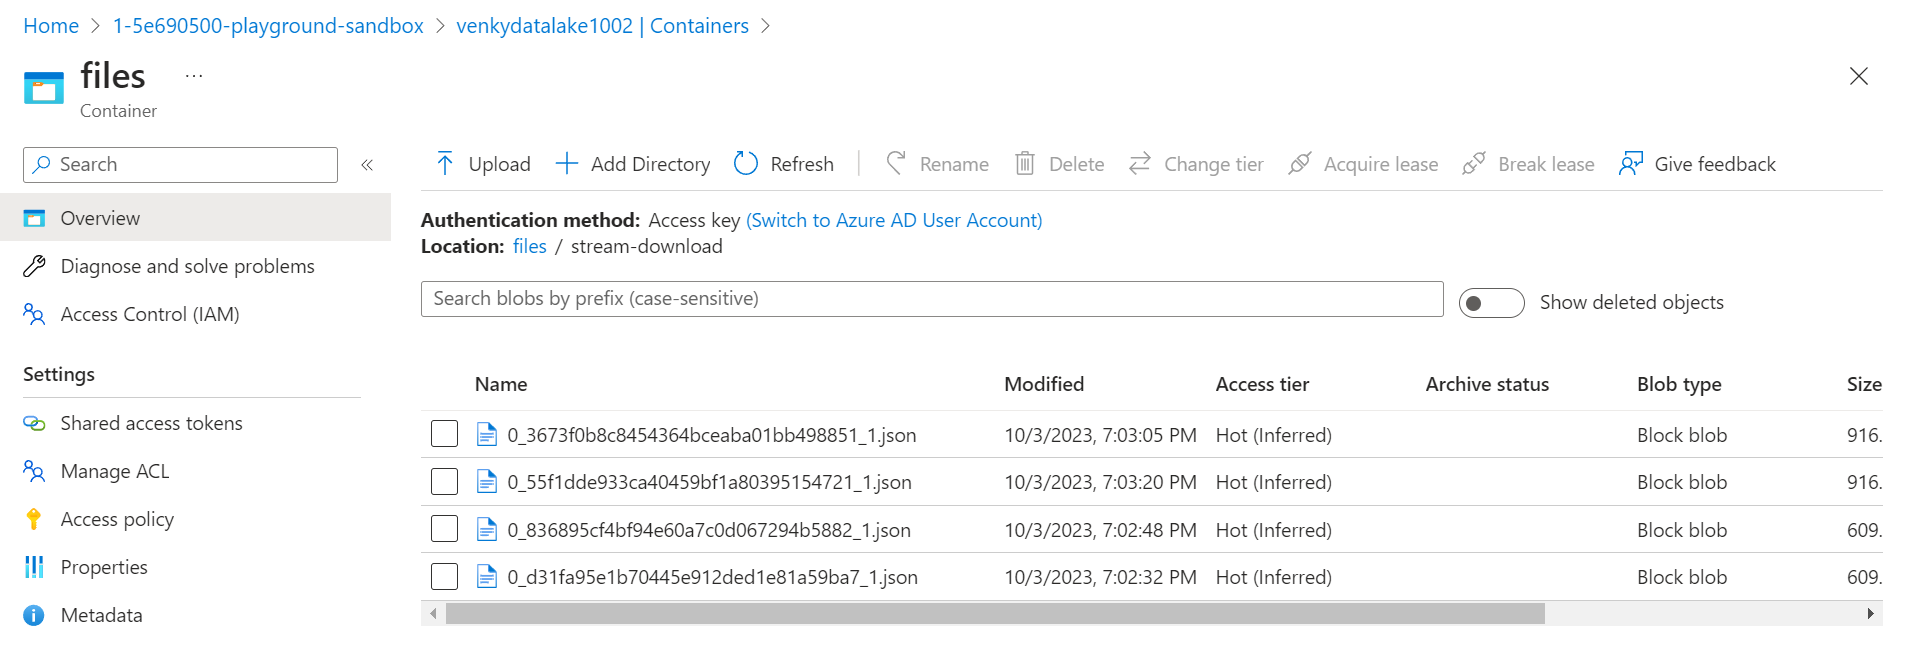 Home > 1-5e690500-playground-sandbox > venkydatalake1002 | Containers >
files ...
Container
Search «
Upload Add Directory Refresh Rename Delete Change tier Acquire lease Break lease Give feedback
Overview
Diagnose and solve problems
Access Control (IAM)
Settings
Shared access tokens
Manage ACL
Access policy
Properties
Metadata
Authentication method: Access key (Switch to Azure AD User Account)
Location: files / stream-download
Search blobs by prefix (case-sensitive)
Show deleted objects
Name Modified Access tier Archive status Blob type Size
0_3673f0b8c8454364bceaba01bb498851_1.json 10/3/2023, 7:03:05 PM Hot (Inferred) Block blob 916.
0_55f1dde933ca40459bf1a80395154721_1.json 10/3/2023, 7:03:20 PM Hot (Inferred) Block blob 916.
0_836895cf4bf94e60a7c0d067294b5882_1.json 10/3/2023, 7:02:48 PM Hot (Inferred) Block blob 609.
0_d31fa95e1b70445e912ded1e81a59ba7_1.json 10/3/2023, 7:02:32 PM Hot (Inferred) Block blob 609.